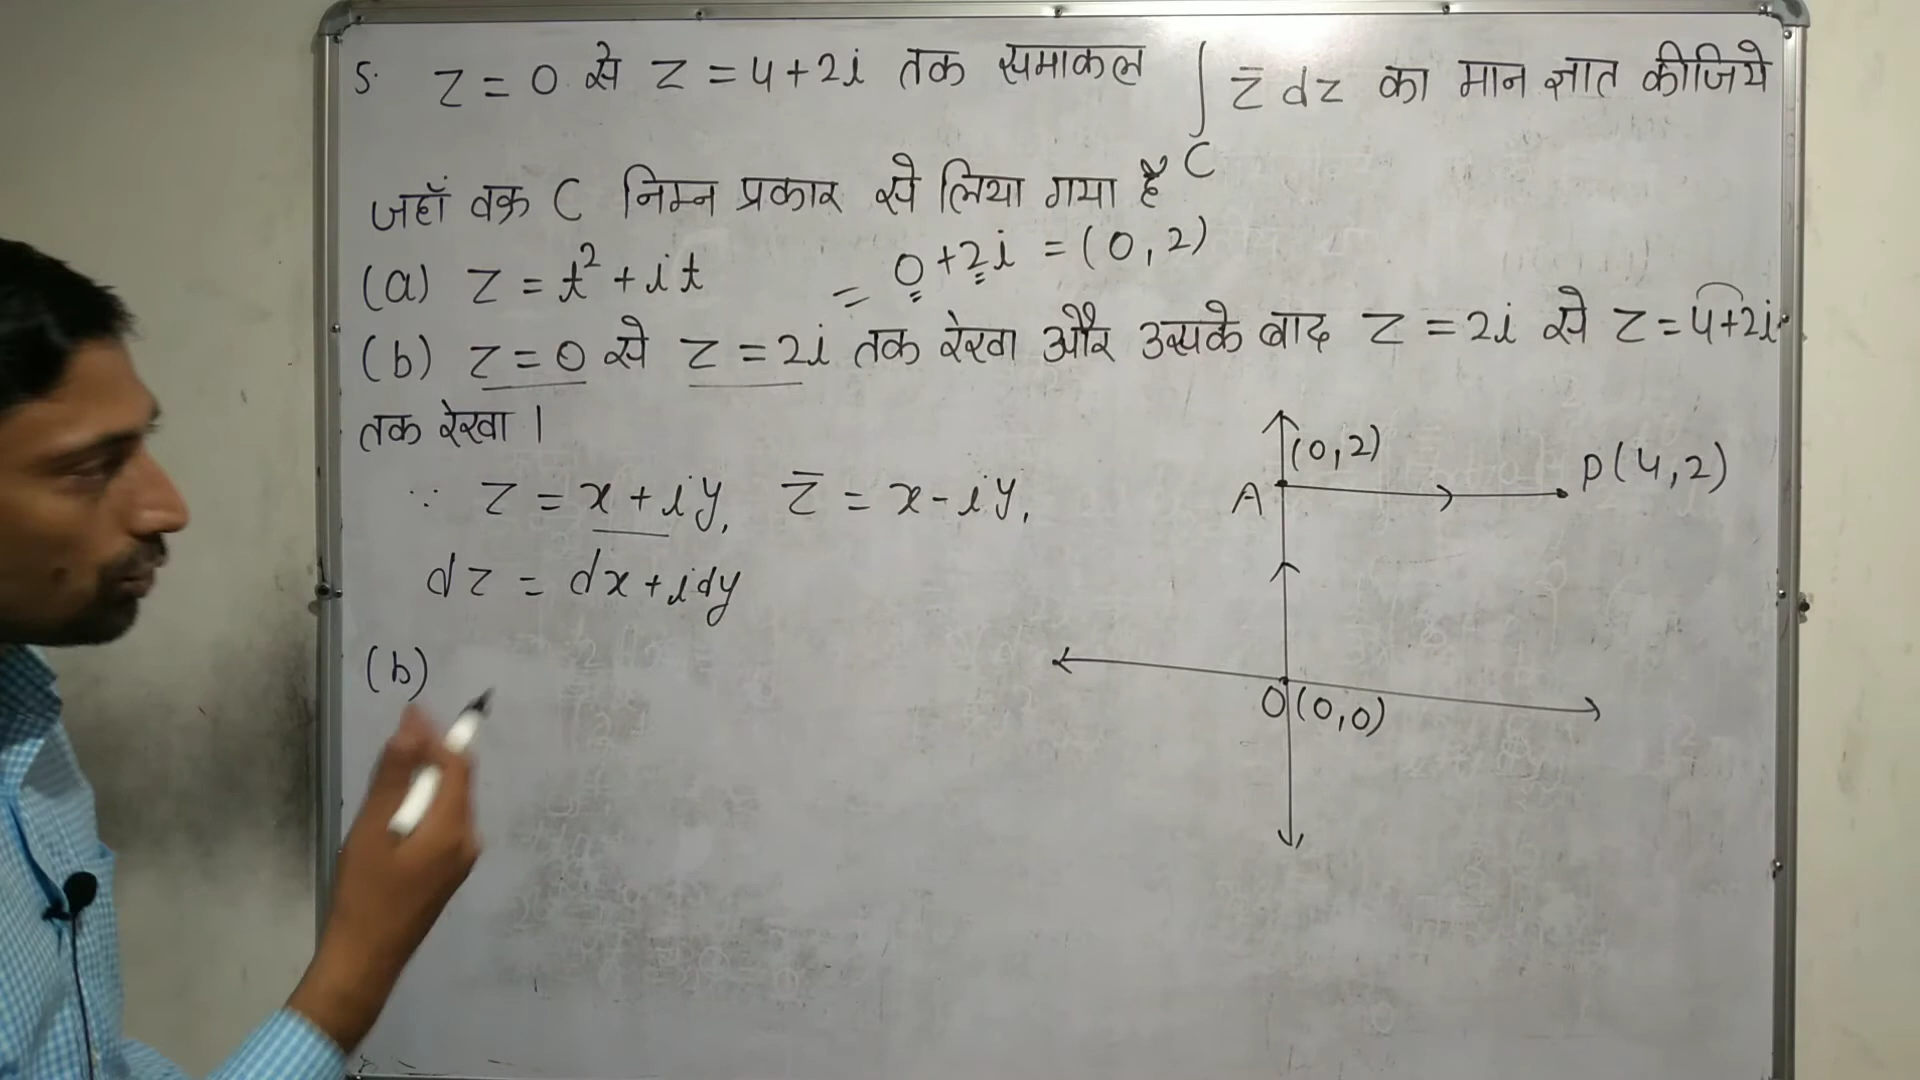 5. z = 0 से z = 4+2i तक समाकल ∫_C z̄ dz का मान ज्ञात कीजिये
जहाँ वक्र C निम्न प्रकार से लिया गया है
(a) z = t² + it = 0+2i = (0,2)
(b) z = 0 से z = 2i तक रेखा और उसके बाद z = 2i से z = 4+2i
तक रेखा ।
∵ z = x + iy, z̄ = x - iy,
dz = dx + idy
(b)
(0,2)
A
P(4,2)
O(0,0)